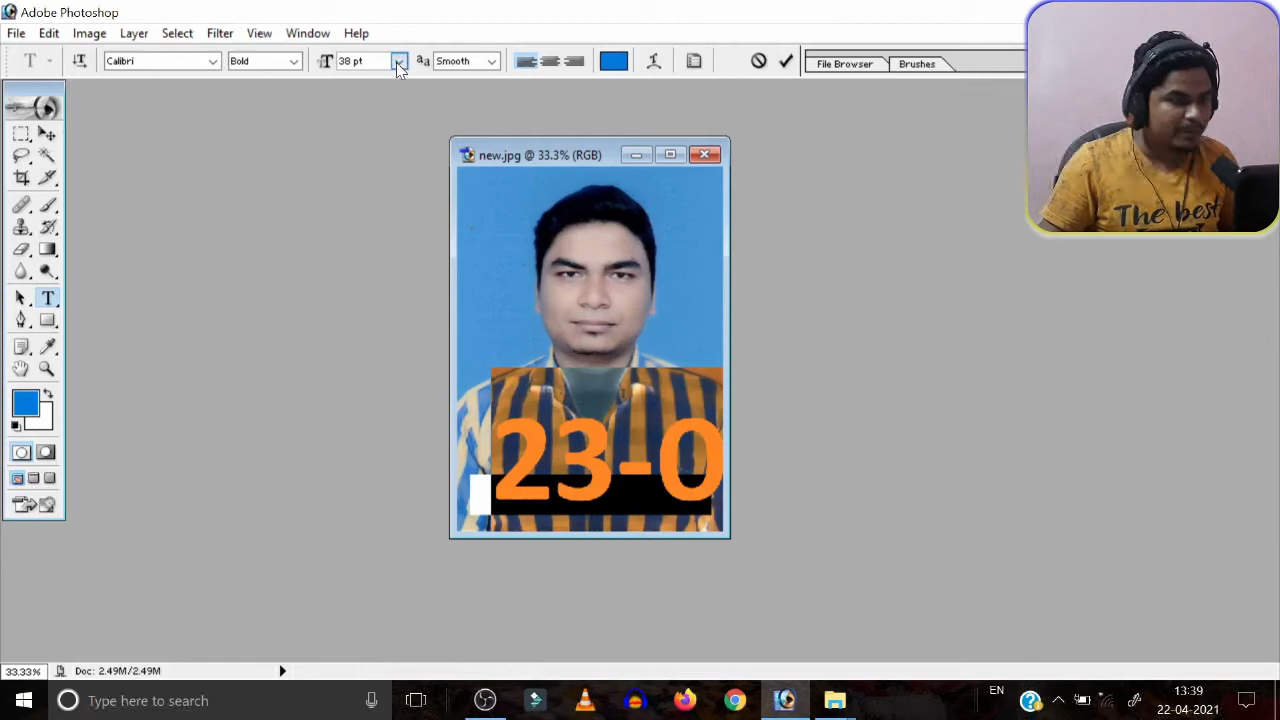 Adobe Photoshop
File Edit Image Layer Select Filter View Window Help
T Calibri Bold T 38 pt aa Smooth File Browser Brushes
new.jpg @ 33.3% (RGB)
The best
23-0
T
33.33% Doc: 2.49M/2.49M
Type here to search
EN
13:39
22-04-2021